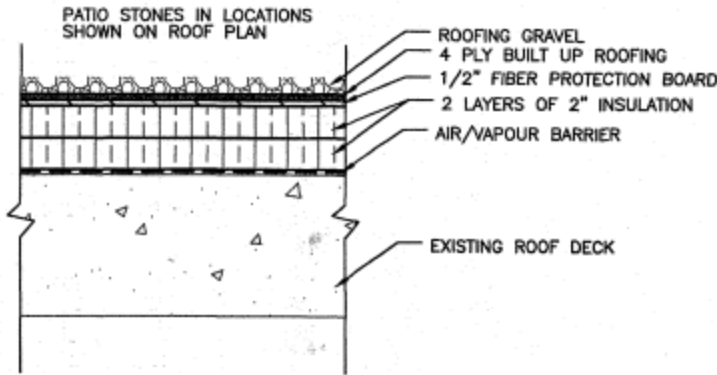 PATIO STONES IN LOCATIONS
SHOWN ON ROOF PLAN
ROOFING GRAVEL
4 PLY BUILT UP ROOFING
1/2" FIBER PROTECTION BOARD
2 LAYERS OF 2" INSULATION
AIR/VAPOUR BARRIER
EXISTING ROOF DECK